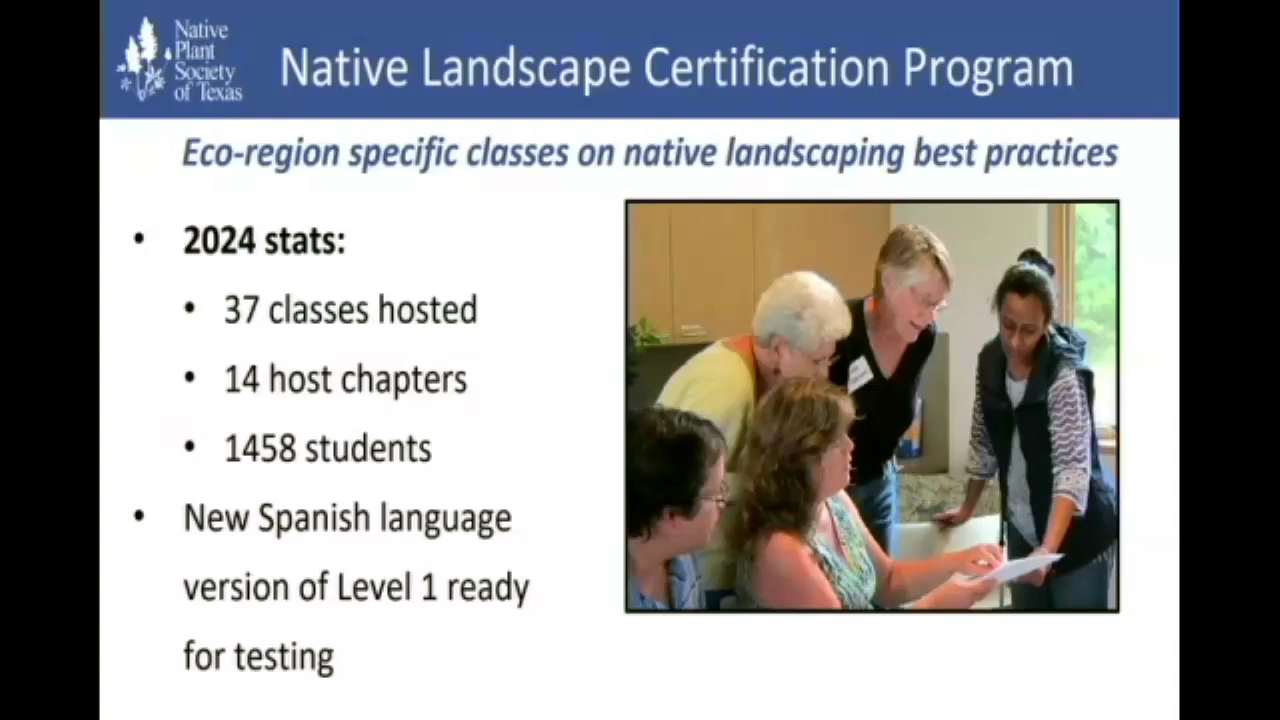 Native
Plant
Society
of Texas
Native Landscape Certification Program
Eco-region specific classes on native landscaping best practices
• 2024 stats:
• 37 classes hosted
• 14 host chapters
• 1458 students
• New Spanish language
version of Level 1 ready
for testing